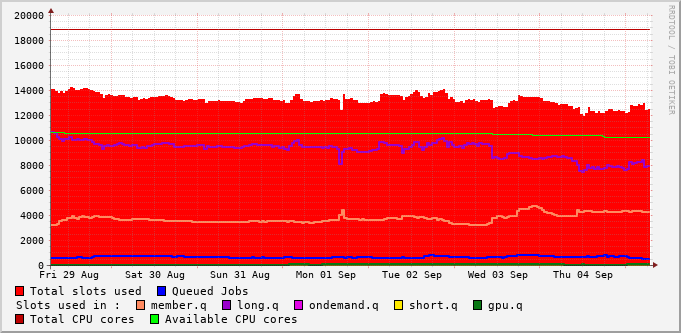 20000
18000
16000
14000
12000
10000
8000
6000
4000
2000
0
Fri 29 Aug Sat 30 Aug Sun 31 Aug Mon 01 Sep Tue 02 Sep Wed 03 Sep Thu 04 Sep
Total slots used Queued Jobs
Slots used in : member.q long.q ondemand.q short.q gpu.q
Total CPU cores Available CPU cores
RRDTOOL / TOBI OETIKER